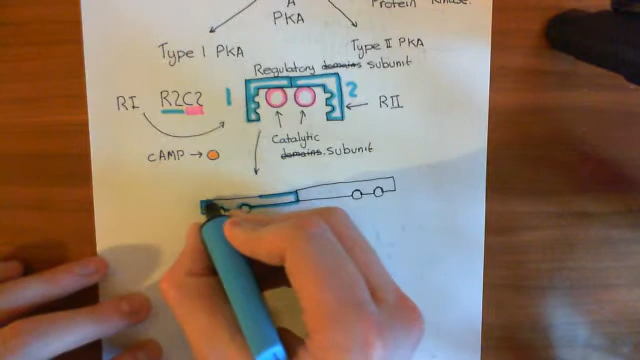 Protein Kinase.
A
PKA
Type I PKA
Type II PKA
Regulatory domains subunit
RI R2C2 1 2 RII
Catalytic
domains. subunit
cAMP →